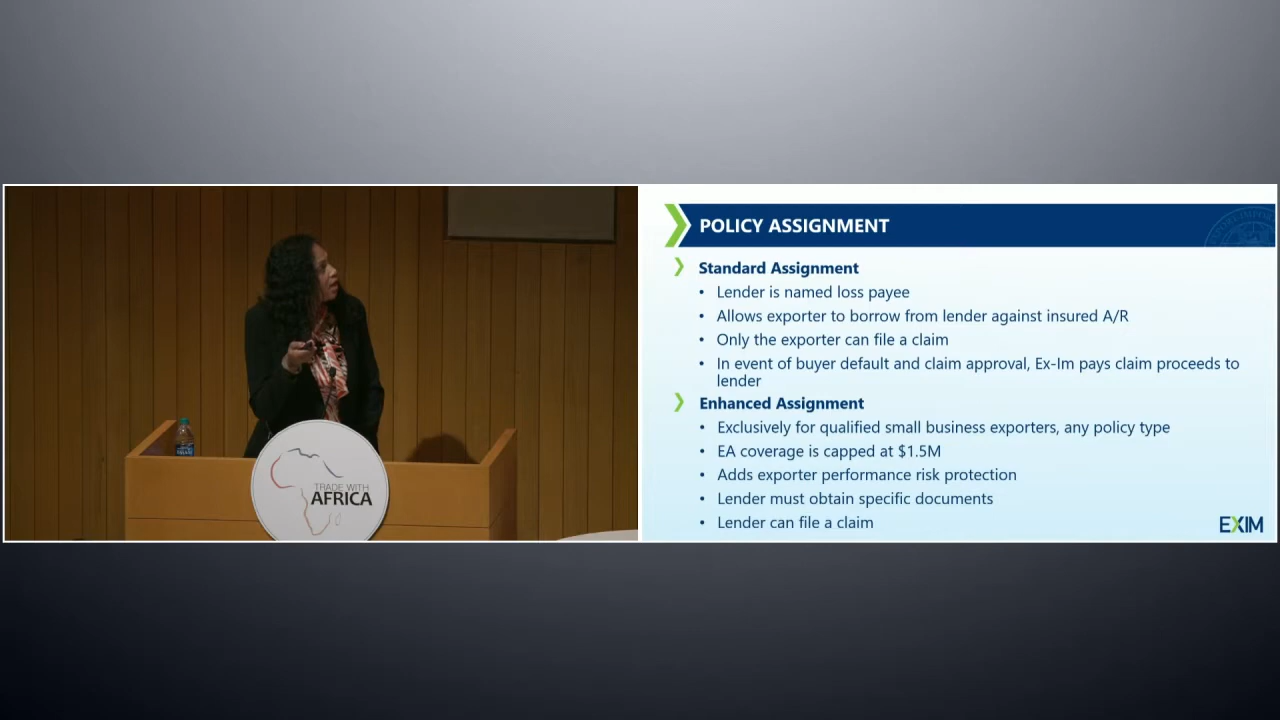 TRADE WITH
AFRICA
POLICY ASSIGNMENT
Standard Assignment
• Lender is named loss payee
• Allows exporter to borrow from lender against insured A/R
• Only the exporter can file a claim
• In event of buyer default and claim approval, Ex-Im pays claim proceeds to
lender
Enhanced Assignment
• Exclusively for qualified small business exporters, any policy type
• EA coverage is capped at $1.5M
• Adds exporter performance risk protection
• Lender must obtain specific documents
• Lender can file a claim
EXIM